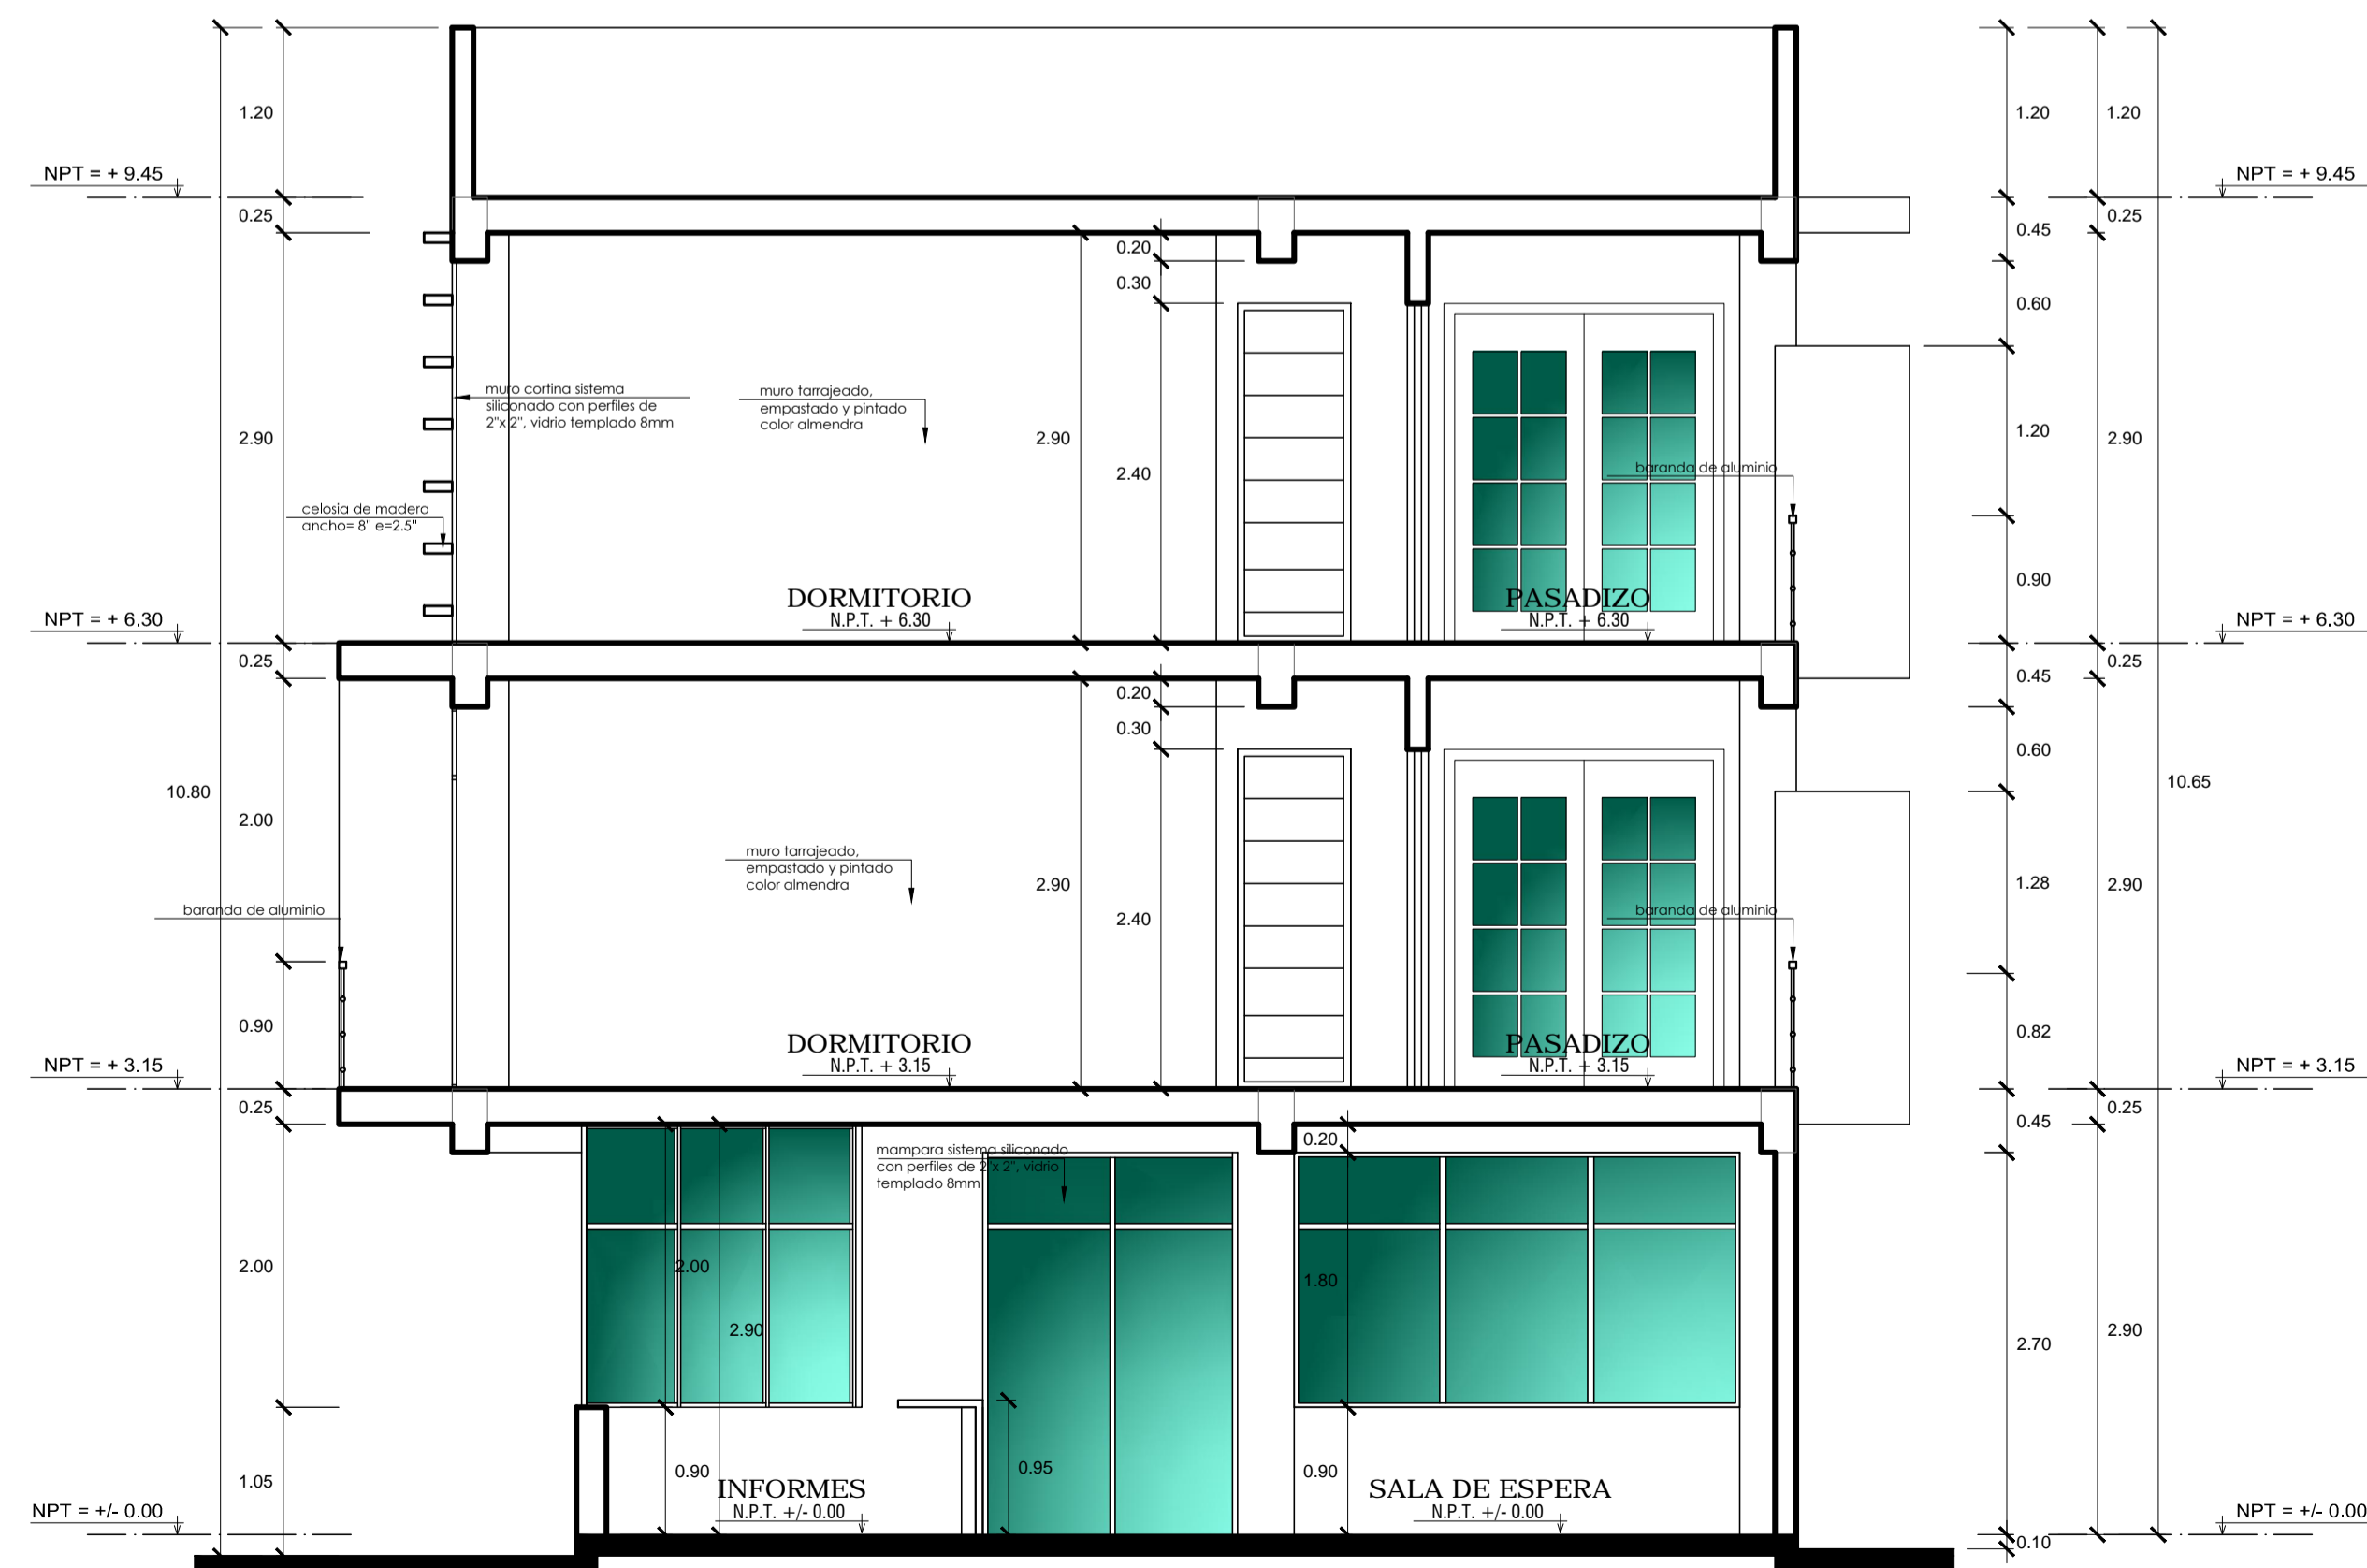 1.20
1.20
1.20
NPT = + 9.45
NPT = + 9.45
0.25
0.45
0.25
0.20
0.30
0.60
muro cortina sistema
siliconado con perfiles de
2"x 2", vidrio templado 8mm
muro tarrajeado,
empastado y pintado
color almendra
2.90
2.90
2.40
1.20
2.90
baranda de aluminio
celosia de madera
ancho= 8" e=2.5"
0.90
DORMITORIO
N.P.T. + 6.30
PASADIZO
N.P.T. + 6.30
NPT = + 6.30
NPT = + 6.30
0.25
0.45
0.25
0.20
0.30
0.60
10.80
10.65
2.00
muro tarrajeado,
empastado y pintado
color almendra
2.90
2.40
1.28
2.90
baranda de aluminio
baranda de aluminio
0.90
0.82
DORMITORIO
N.P.T. + 3.15
PASADIZO
N.P.T. + 3.15
NPT = + 3.15
NPT = + 3.15
0.25
0.45
0.25
0.20
mampara sistema siliconado
con perfiles de 2"x 2", vidrio
templado 8mm
2.00
2.00
1.80
2.90
2.70
2.90
1.05
0.90
0.95
0.90
INFORMES
N.P.T. +/- 0.00
SALA DE ESPERA
N.P.T. +/- 0.00
NPT = +/- 0.00
NPT = +/- 0.00
0.10